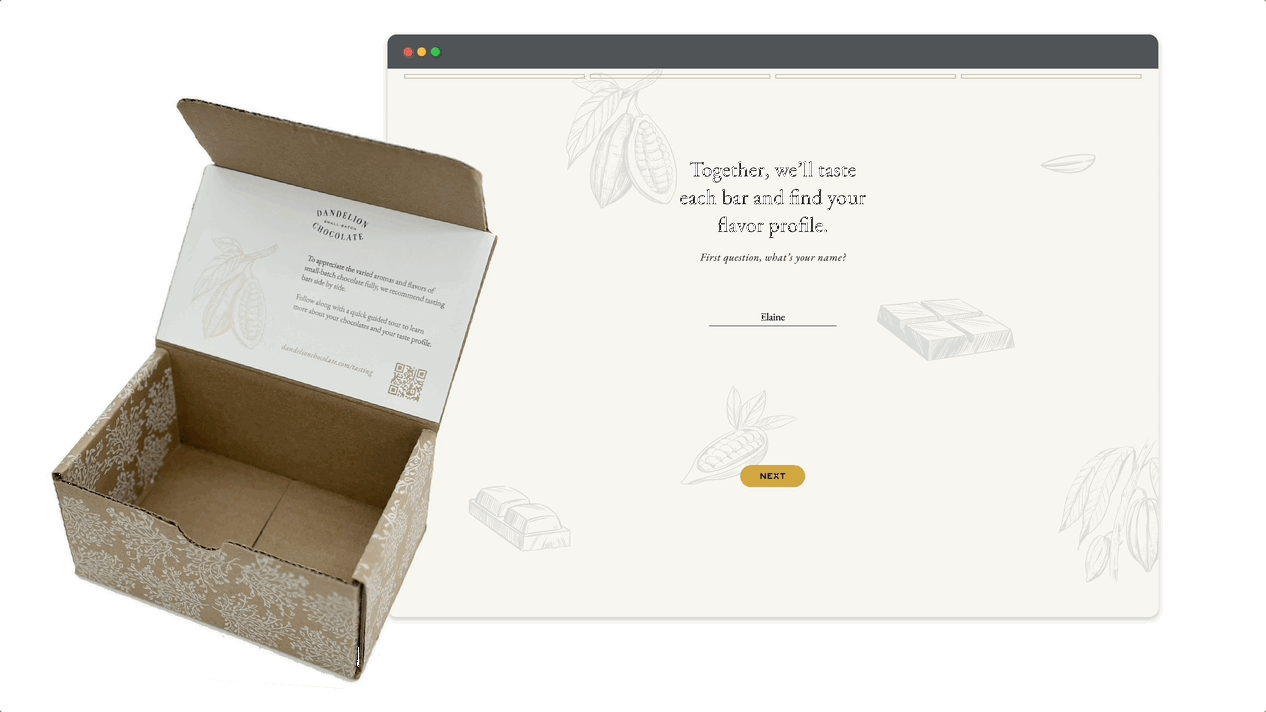 DANDELION
SMALL-BATCH
CHOCOLATE
To appreciate the varied aromas and flavors of
small-batch chocolate fully, we recommend tasting
bars side by side.
Follow along with a quick guided tour to learn
more about your chocolates and your taste profile.
dandelionchocolate.com/tasting
Together, we’ll taste
each bar and find your
flavor profile.
First question, what’s your name?
Elaine
NEXT